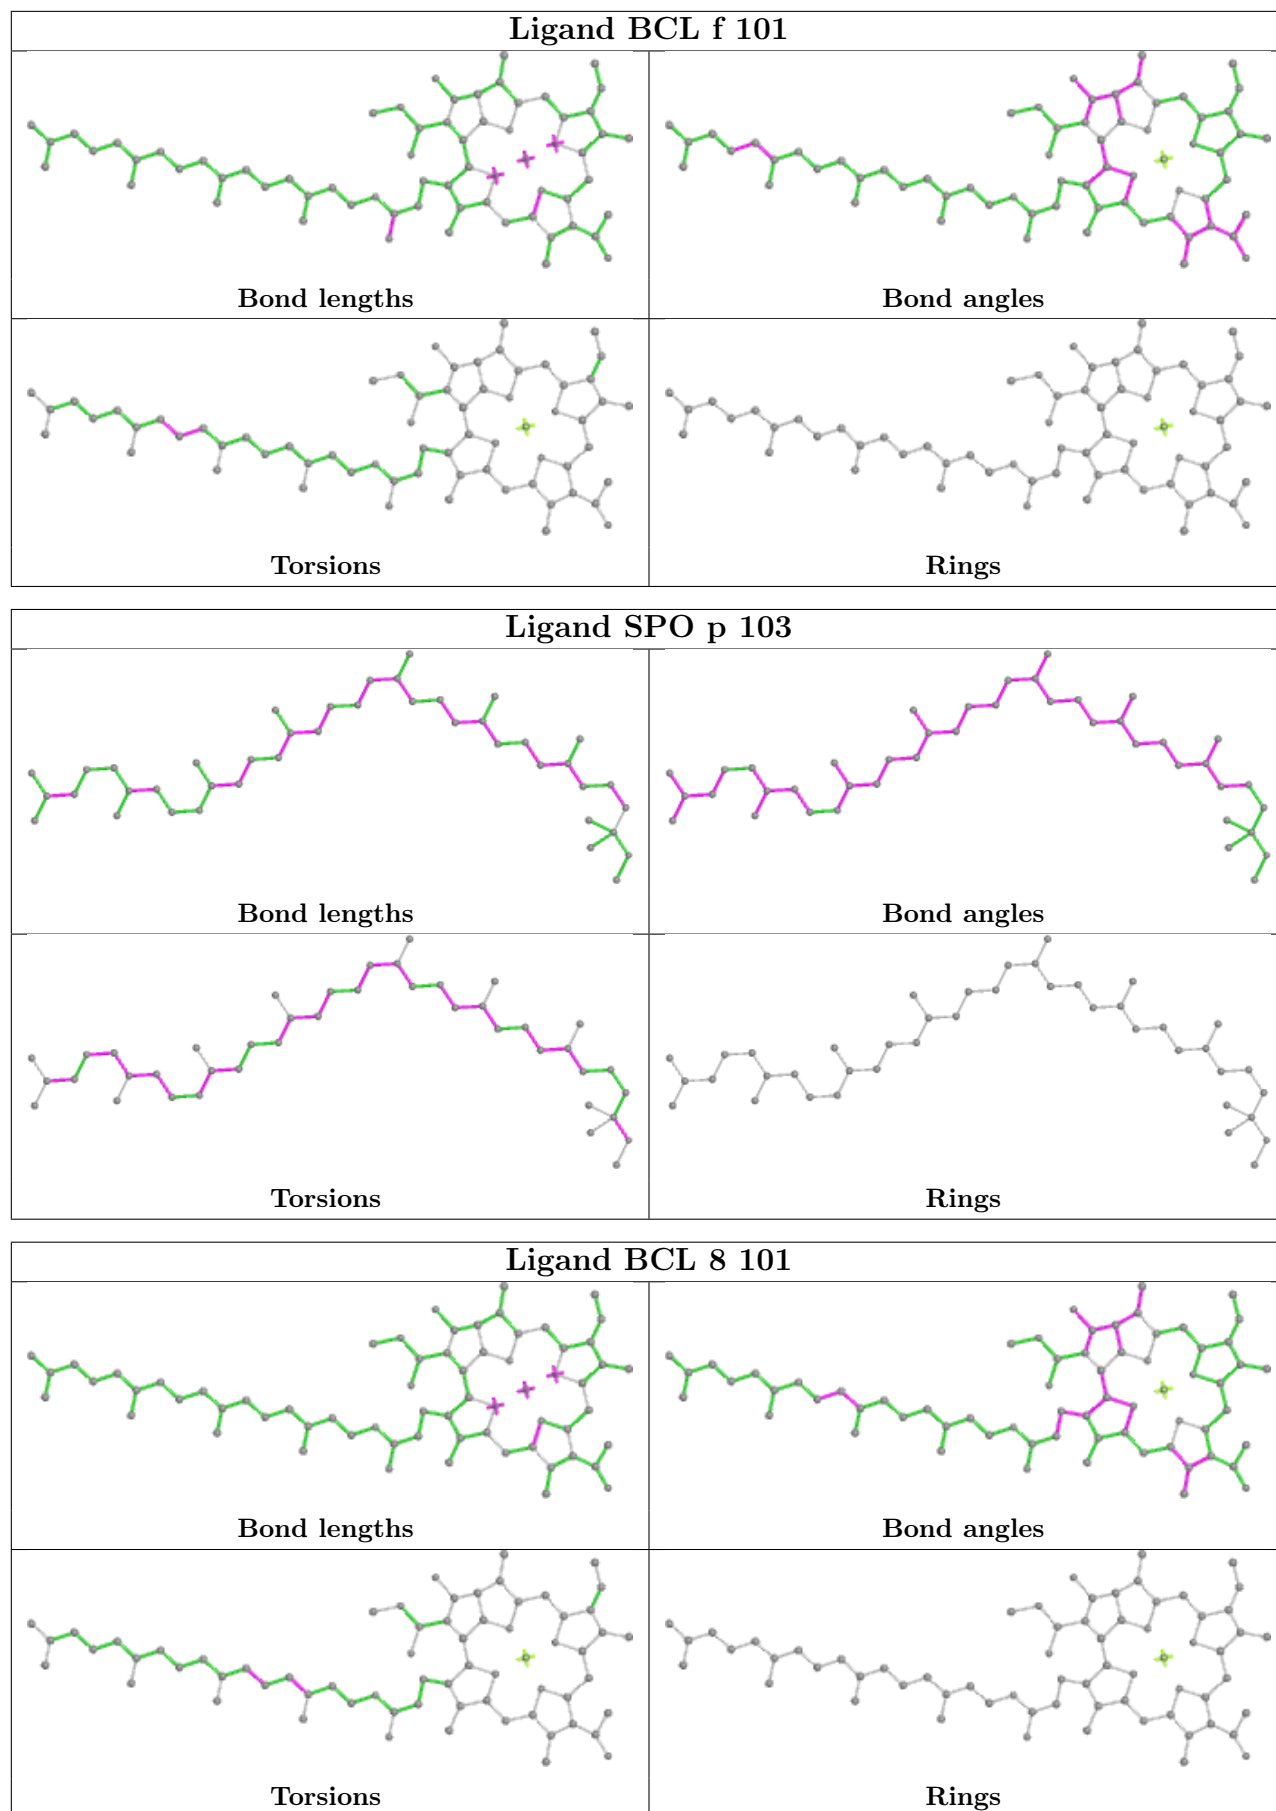 Ligand BCL f 101
Bond lengths
Bond angles
Torsions
Rings
Ligand SPO p 103
Bond lengths
Bond angles
Torsions
Rings
Ligand BCL 8 101
Bond lengths
Bond angles
Torsions
Rings